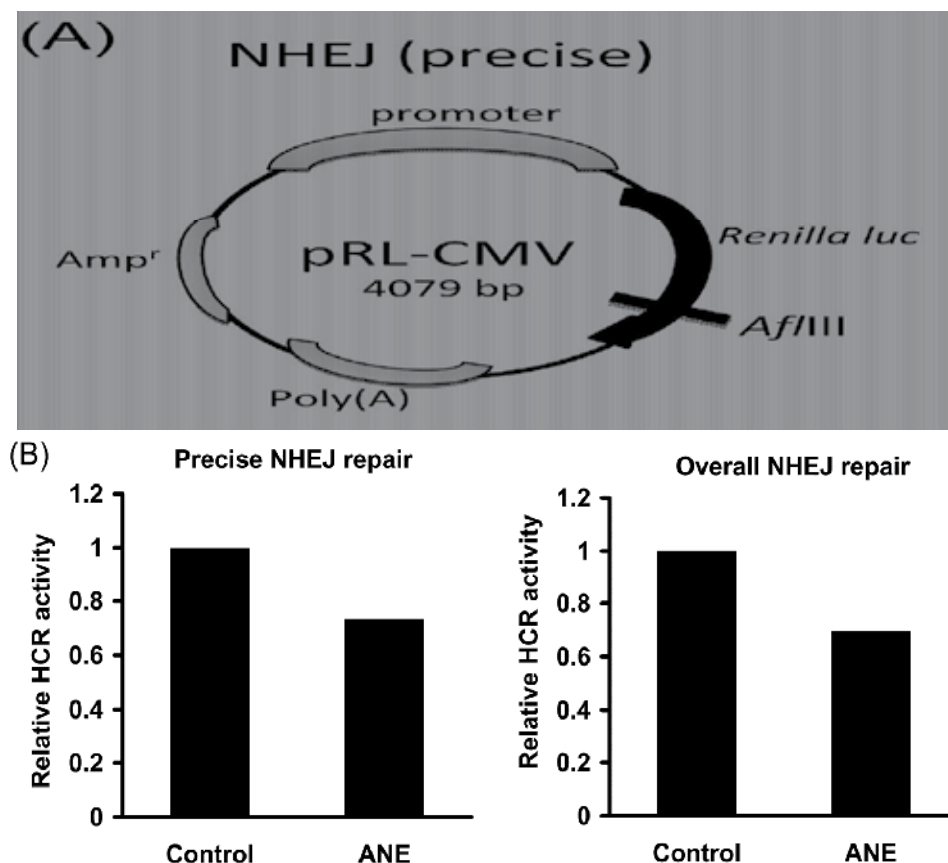 (A)
NHEJ (precise)
promoter
Renilla luc
Ampʳ
pRL-CMV
4079 bp
AflIII
Poly(A)
(B)
Precise NHEJ repair
Relative HCR activity
1.2
1
0.8
0.6
0.4
0.2
0
Control ANE
Overall NHEJ repair
Relative HCR activity
1.2
1
0.8
0.6
0.4
0.2
0
Control ANE